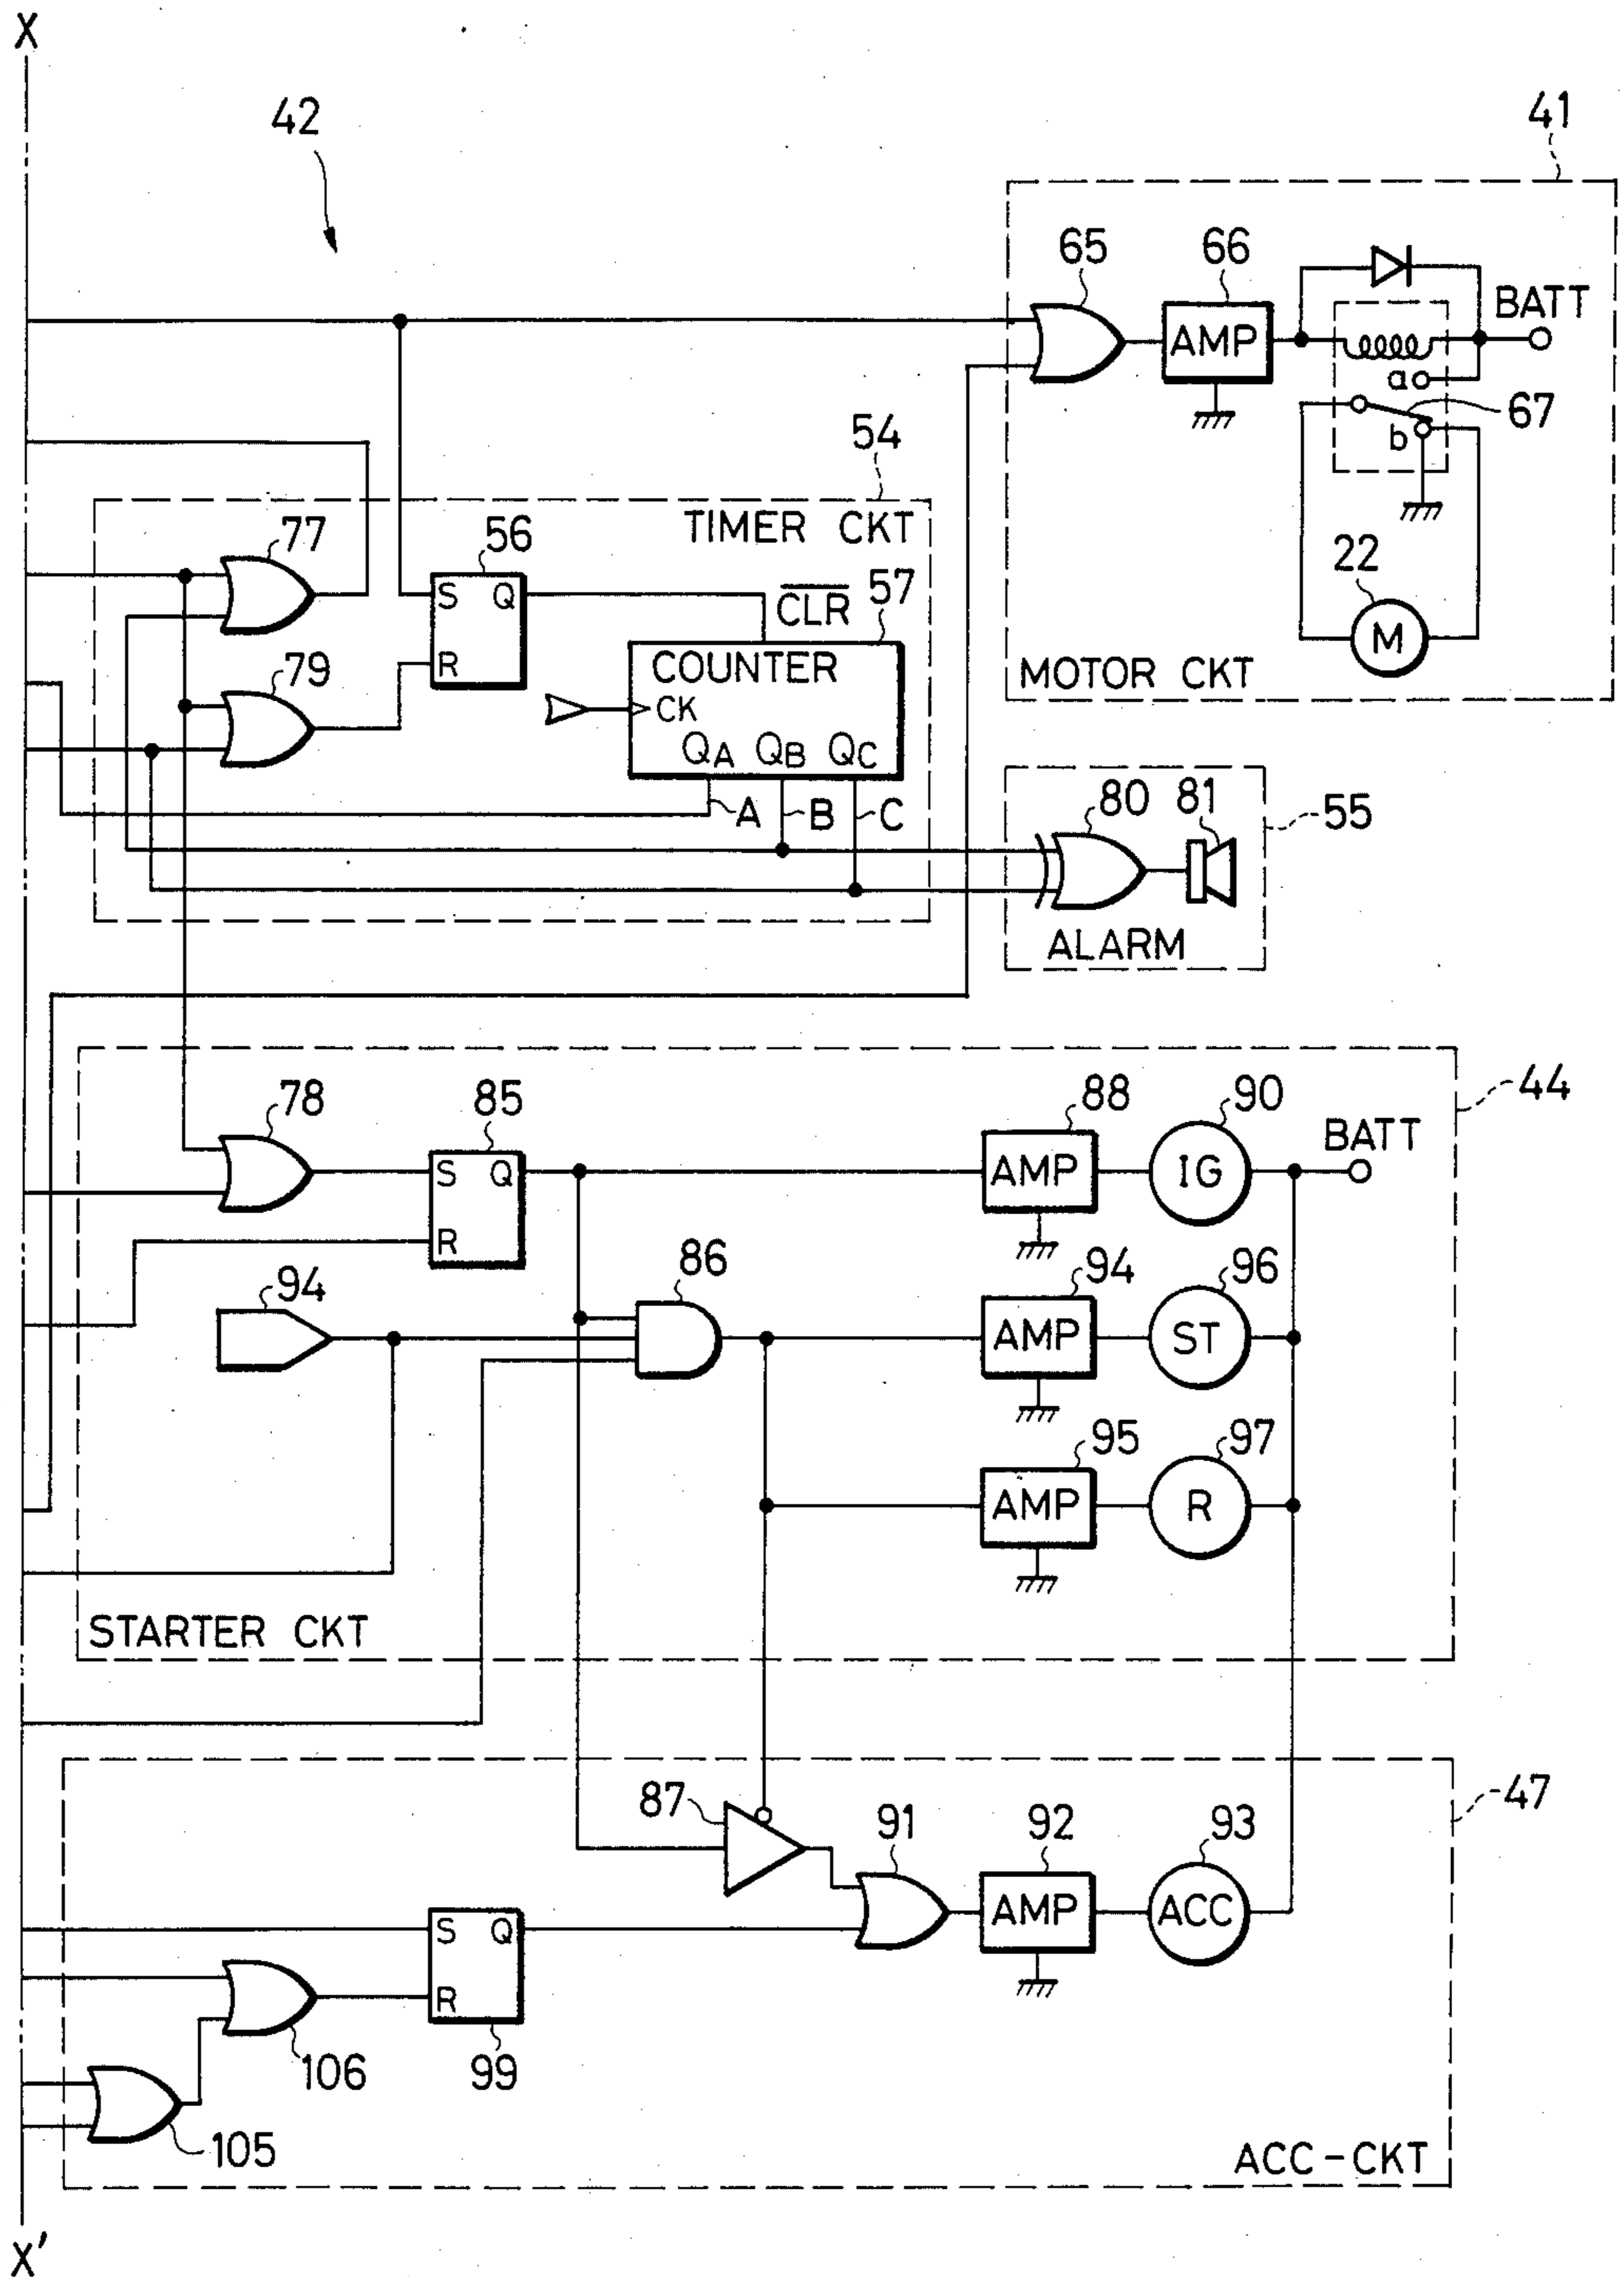 X
42
41
65
66
BATT
AMP
a
67
b
54
TIMER CKT
77
56
S Q
CLR
57
22
R
COUNTER
M
79
CK
MOTOR CKT
QA QB QC
A
B
C
80
81
55
ALARM
78
85
88
90
44
BATT
S Q
AMP
IG
R
94
86
94
96
AMP
ST
95
97
AMP
R
STARTER CKT
87
91
92
93
47
AMP
ACC
S Q
R
106
99
105
ACC-CKT
X'